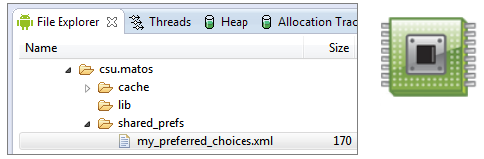 File Explorer Threads Heap Allocation Trac
Name Size
csu.matos
cache
lib
shared_prefs
my_preferred_choices.xml 170